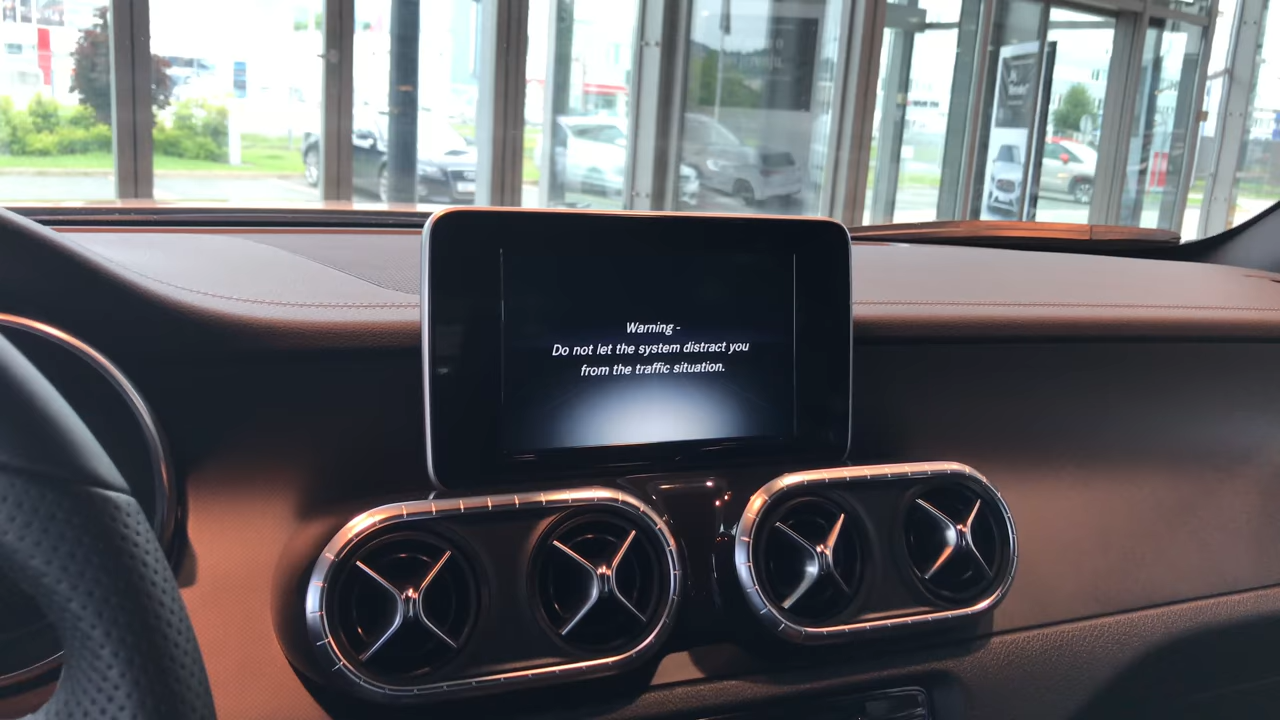 Warning -
Do not let the system distract you
from the traffic situation.